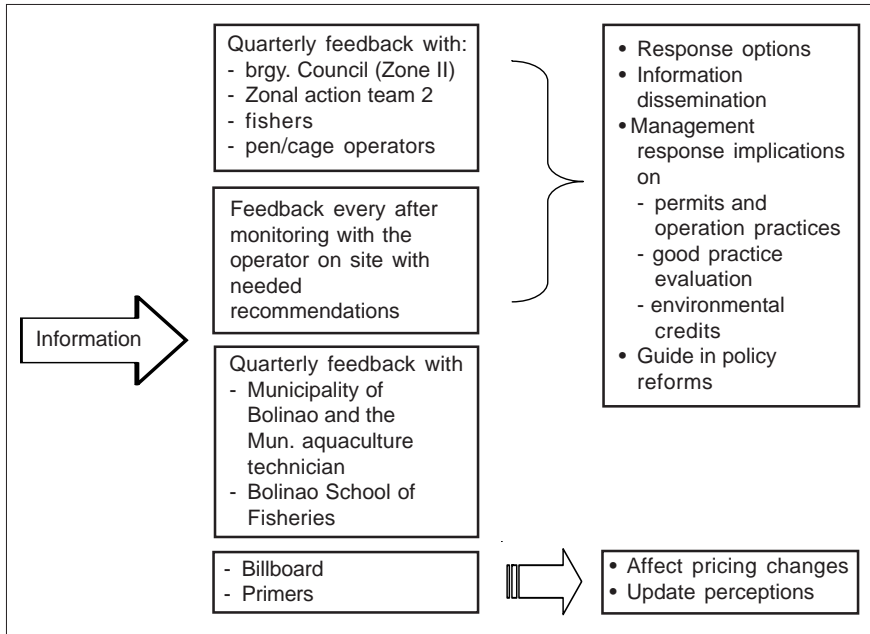 Information
Quarterly feedback with:
- brgy. Council (Zone II)
- Zonal action team 2
- fishers
- pen/cage operators
Feedback every after
monitoring with the
operator on site with
needed
recommendations
Quarterly feedback with
- Municipality of
Bolinao and the
Mun. aquaculture
technician
- Bolinao School of
Fisheries
- Billboard
- Primers
• Response options
• Information
dissemination
• Management
response implications
on
- permits and
operation practices
- good practice
evaluation
- environmental
credits
• Guide in policy
reforms
• Affect pricing changes
• Update perceptions